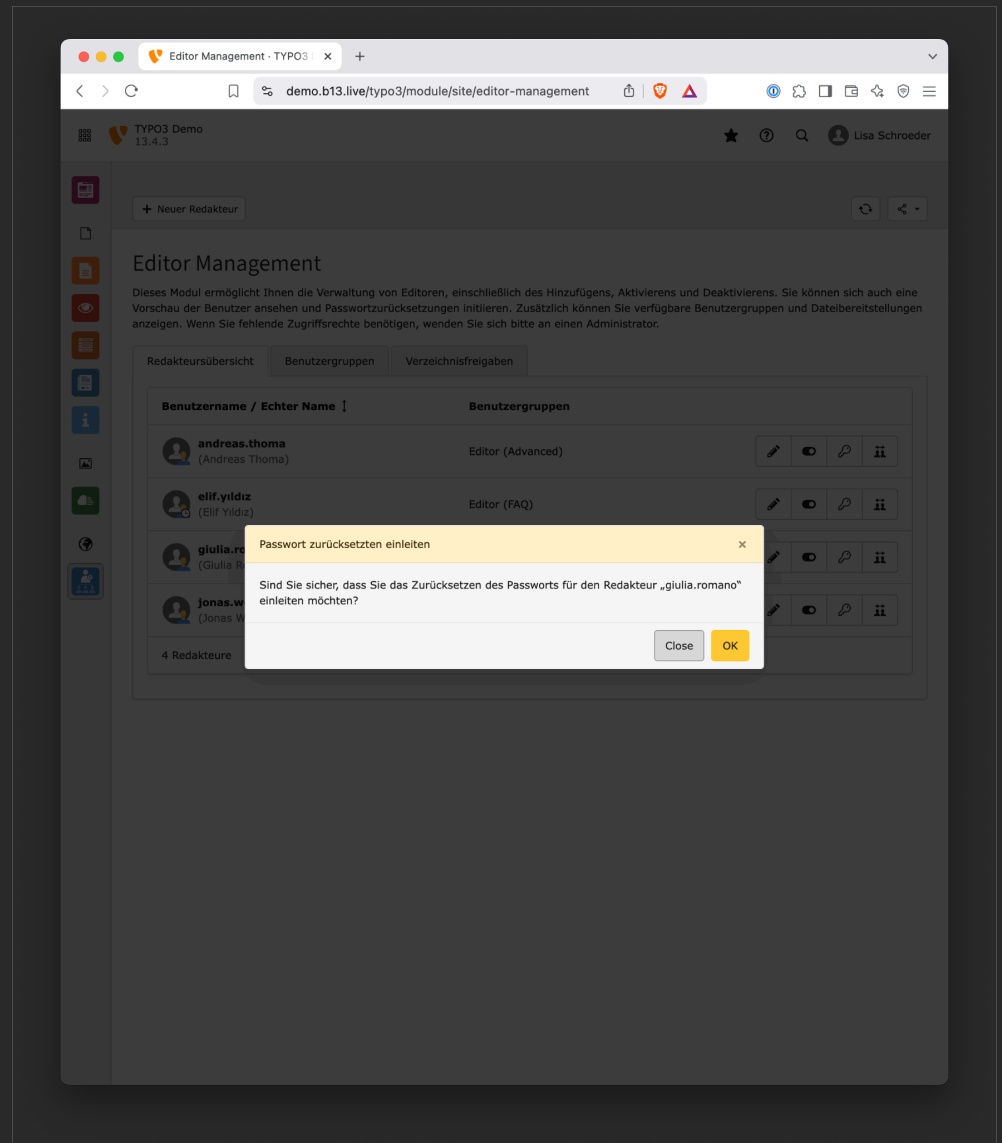 Editor Management · TYPO3
demo.b13.live/typo3/module/site/editor-management
TYPO3 Demo
13.4.3
Lisa Schroeder
+ Neuer Redakteur
Editor Management
Dieses Modul ermöglicht Ihnen die Verwaltung von Editoren, einschließlich des Hinzufügens, Aktivierens und Deaktivierens. Sie können sich auch eine
Vorschau der Benutzer ansehen und Passwortzurücksetzungen initiieren. Zusätzlich können Sie verfügbare Benutzergruppen und Dateibereitstellungen
anzeigen. Wenn Sie fehlende Zugriffsrechte benötigen, wenden Sie sich bitte an einen Administrator.
Redakteursübersicht Benutzergruppen Verzeichnisfreigaben
Benutzername / Echter Name Benutzergruppen
andreas.thoma
(Andreas Thoma)
Editor (Advanced)
elif.yıldız
(Elif Yıldız)
Editor (FAQ)
giulia.ro
(Giulia R
jonas.w
(Jonas W
4 Redakteure
Passwort zurücksetzten einleiten
Sind Sie sicher, dass Sie das Zurücksetzen des Passworts für den Redakteur „giulia.romano“
einleiten möchten?
Close OK